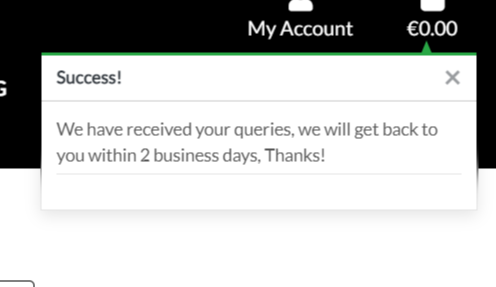 My Account
€0.00
G
Success!
We have received your queries, we will get back to
you within 2 business days, Thanks!